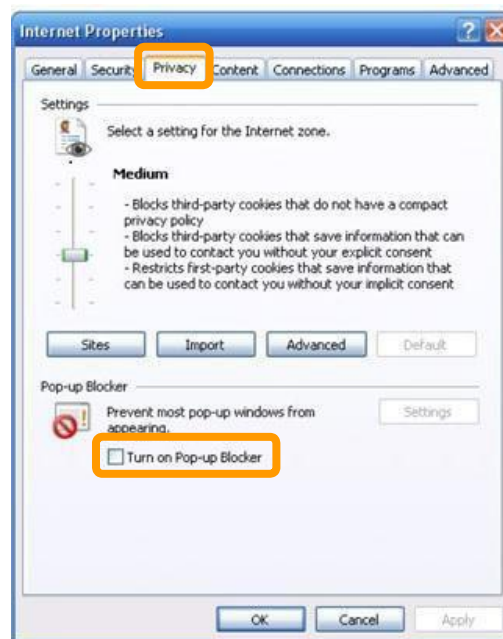 Internet Properties
General Security Privacy Content Connections Programs Advanced
Settings
Select a setting for the Internet zone.
Medium
- Blocks third-party cookies that do not have a compact
privacy policy
- Blocks third-party cookies that save information that can
be used to contact you without your explicit consent
- Restricts first-party cookies that save information that
can be used to contact you without your implicit consent
Sites Import Advanced Default
Pop-up Blocker
Prevent most pop-up windows from Settings
appearing.
Turn on Pop-up Blocker
OK Cancel Apply